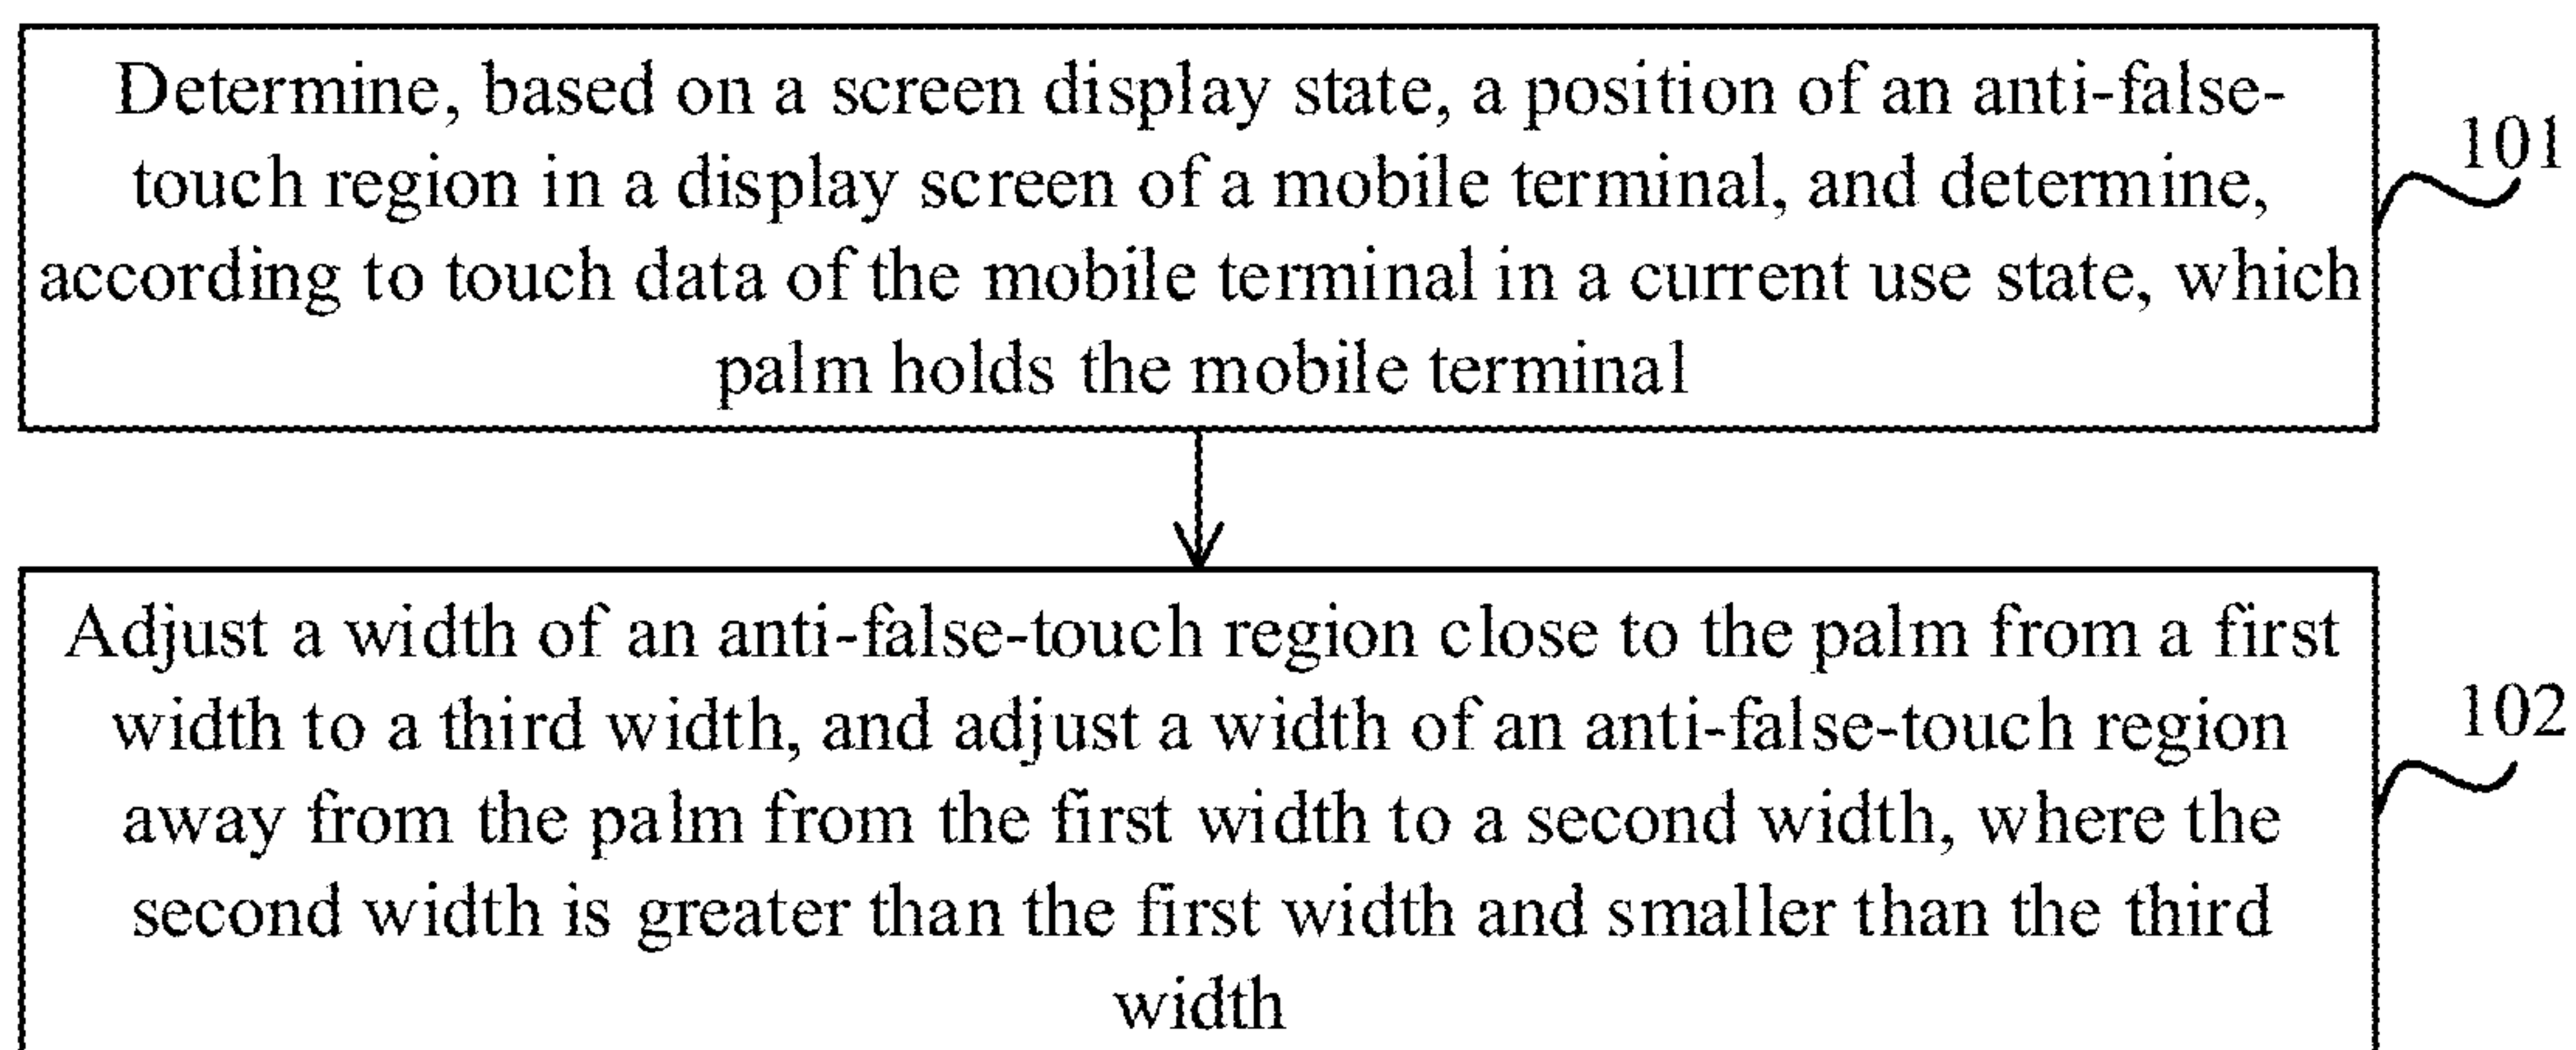 Determine, based on a screen display state, a position of an anti-false-
touch region in a display screen of a mobile terminal, and determine,
according to touch data of the mobile terminal in a current use state, which
palm holds the mobile terminal
101
Adjust a width of an anti-false-touch region close to the palm from a first
width to a third width, and adjust a width of an anti-false-touch region
away from the palm from the first width to a second width, where the
second width is greater than the first width and smaller than the third
width
102